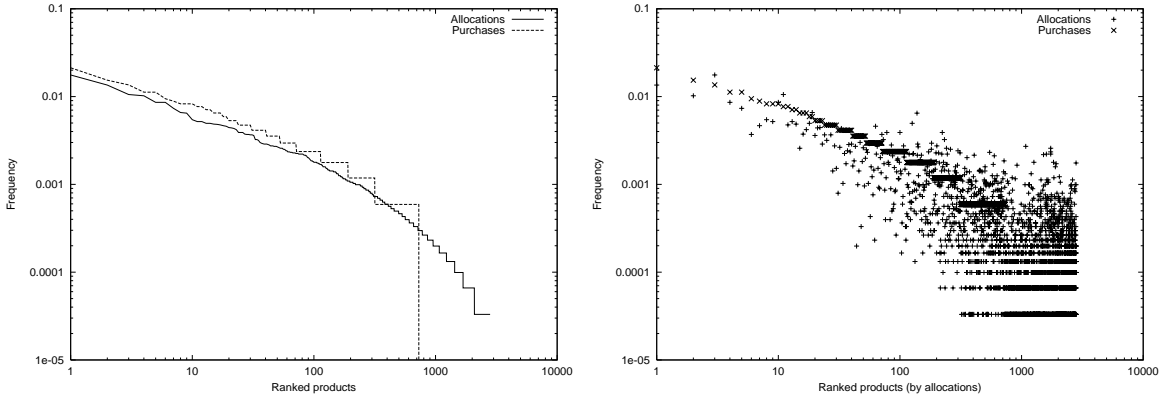 0.1
0.01
0.001
0.0001
1e-05
1
10
100
1000
10000
Frequency
Ranked products
Allocations
Purchases
0.1
0.01
0.001
0.0001
1e-05
1
10
100
1000
10000
Frequency
Ranked products (by allocations)
Allocations
Purchases